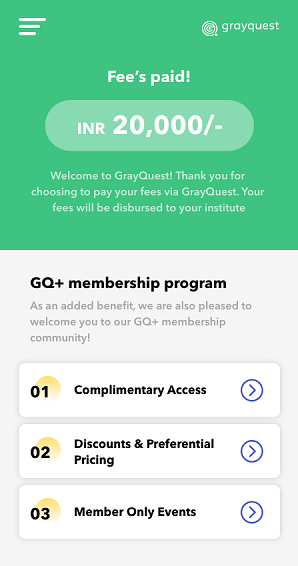 grayquest
Fee's paid!
INR 20,000/-
Welcome to GrayQuest! Thank you for
choosing to pay your fees via GrayQuest. Your
fees will be disbursed to your institute
GQ+ membership program
As an added benefit, we are also pleased to
welcome you to our GQ+ membership
community!
01 Complimentary Access
02 Discounts & Preferential
Pricing
03 Member Only Events